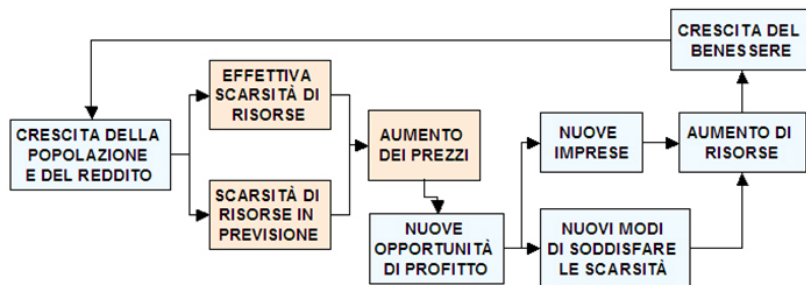 CRESCITA DEL
BENESSERE
EFFETTIVA
SCARSITÀ DI
RISORSE
CRESCITA DELLA
POPOLAZIONE
E DEL REDDITO
AUMENTO
DEI PREZZI
NUOVE
IMPRESE
AUMENTO DI
RISORSE
SCARSITÀ DI
RISORSE IN
PREVISIONE
NUOVE
OPPORTUNITÀ
DI PROFITTO
NUOVI MODI
DI SODDISFARE
LE SCARSITÀ